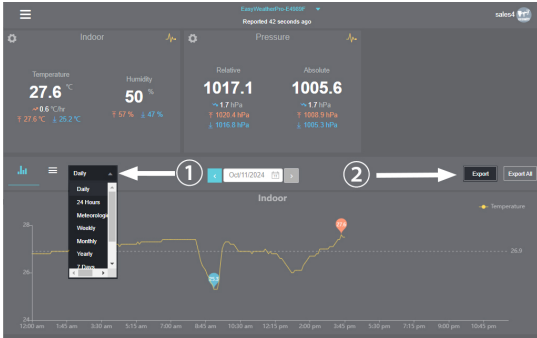 EasyWeatherPro-E4903F
Reported 42 seconds ago
sales4
Indoor
Temperature
27.6 °C
0.6 °C/hr
27.6 °C 25.2 °C
Humidity
50 %
57 % 47 %
Pressure
Relative
1017.1
1.7 hPa
1020.4 hPa
1016.8 hPa
Absolute
1005.6
1.7 hPa
1008.9 hPa
1005.3 hPa
Daily
Daily
24 Hours
Meteorologi
Weekly
Monthly
Yearly
7 Days
1
Oct/11/2024
2
Export
Export All
Indoor
Temperature
28
26
24
27.6
25.3
26.9
12:00 am 1:45 am 3:30 am 5:15 am 7:00 am 8:45 am 10:30 am 12:15 pm 2:00 pm 3:45 pm 5:30 pm 7:15 pm 9:00 pm 10:45 pm